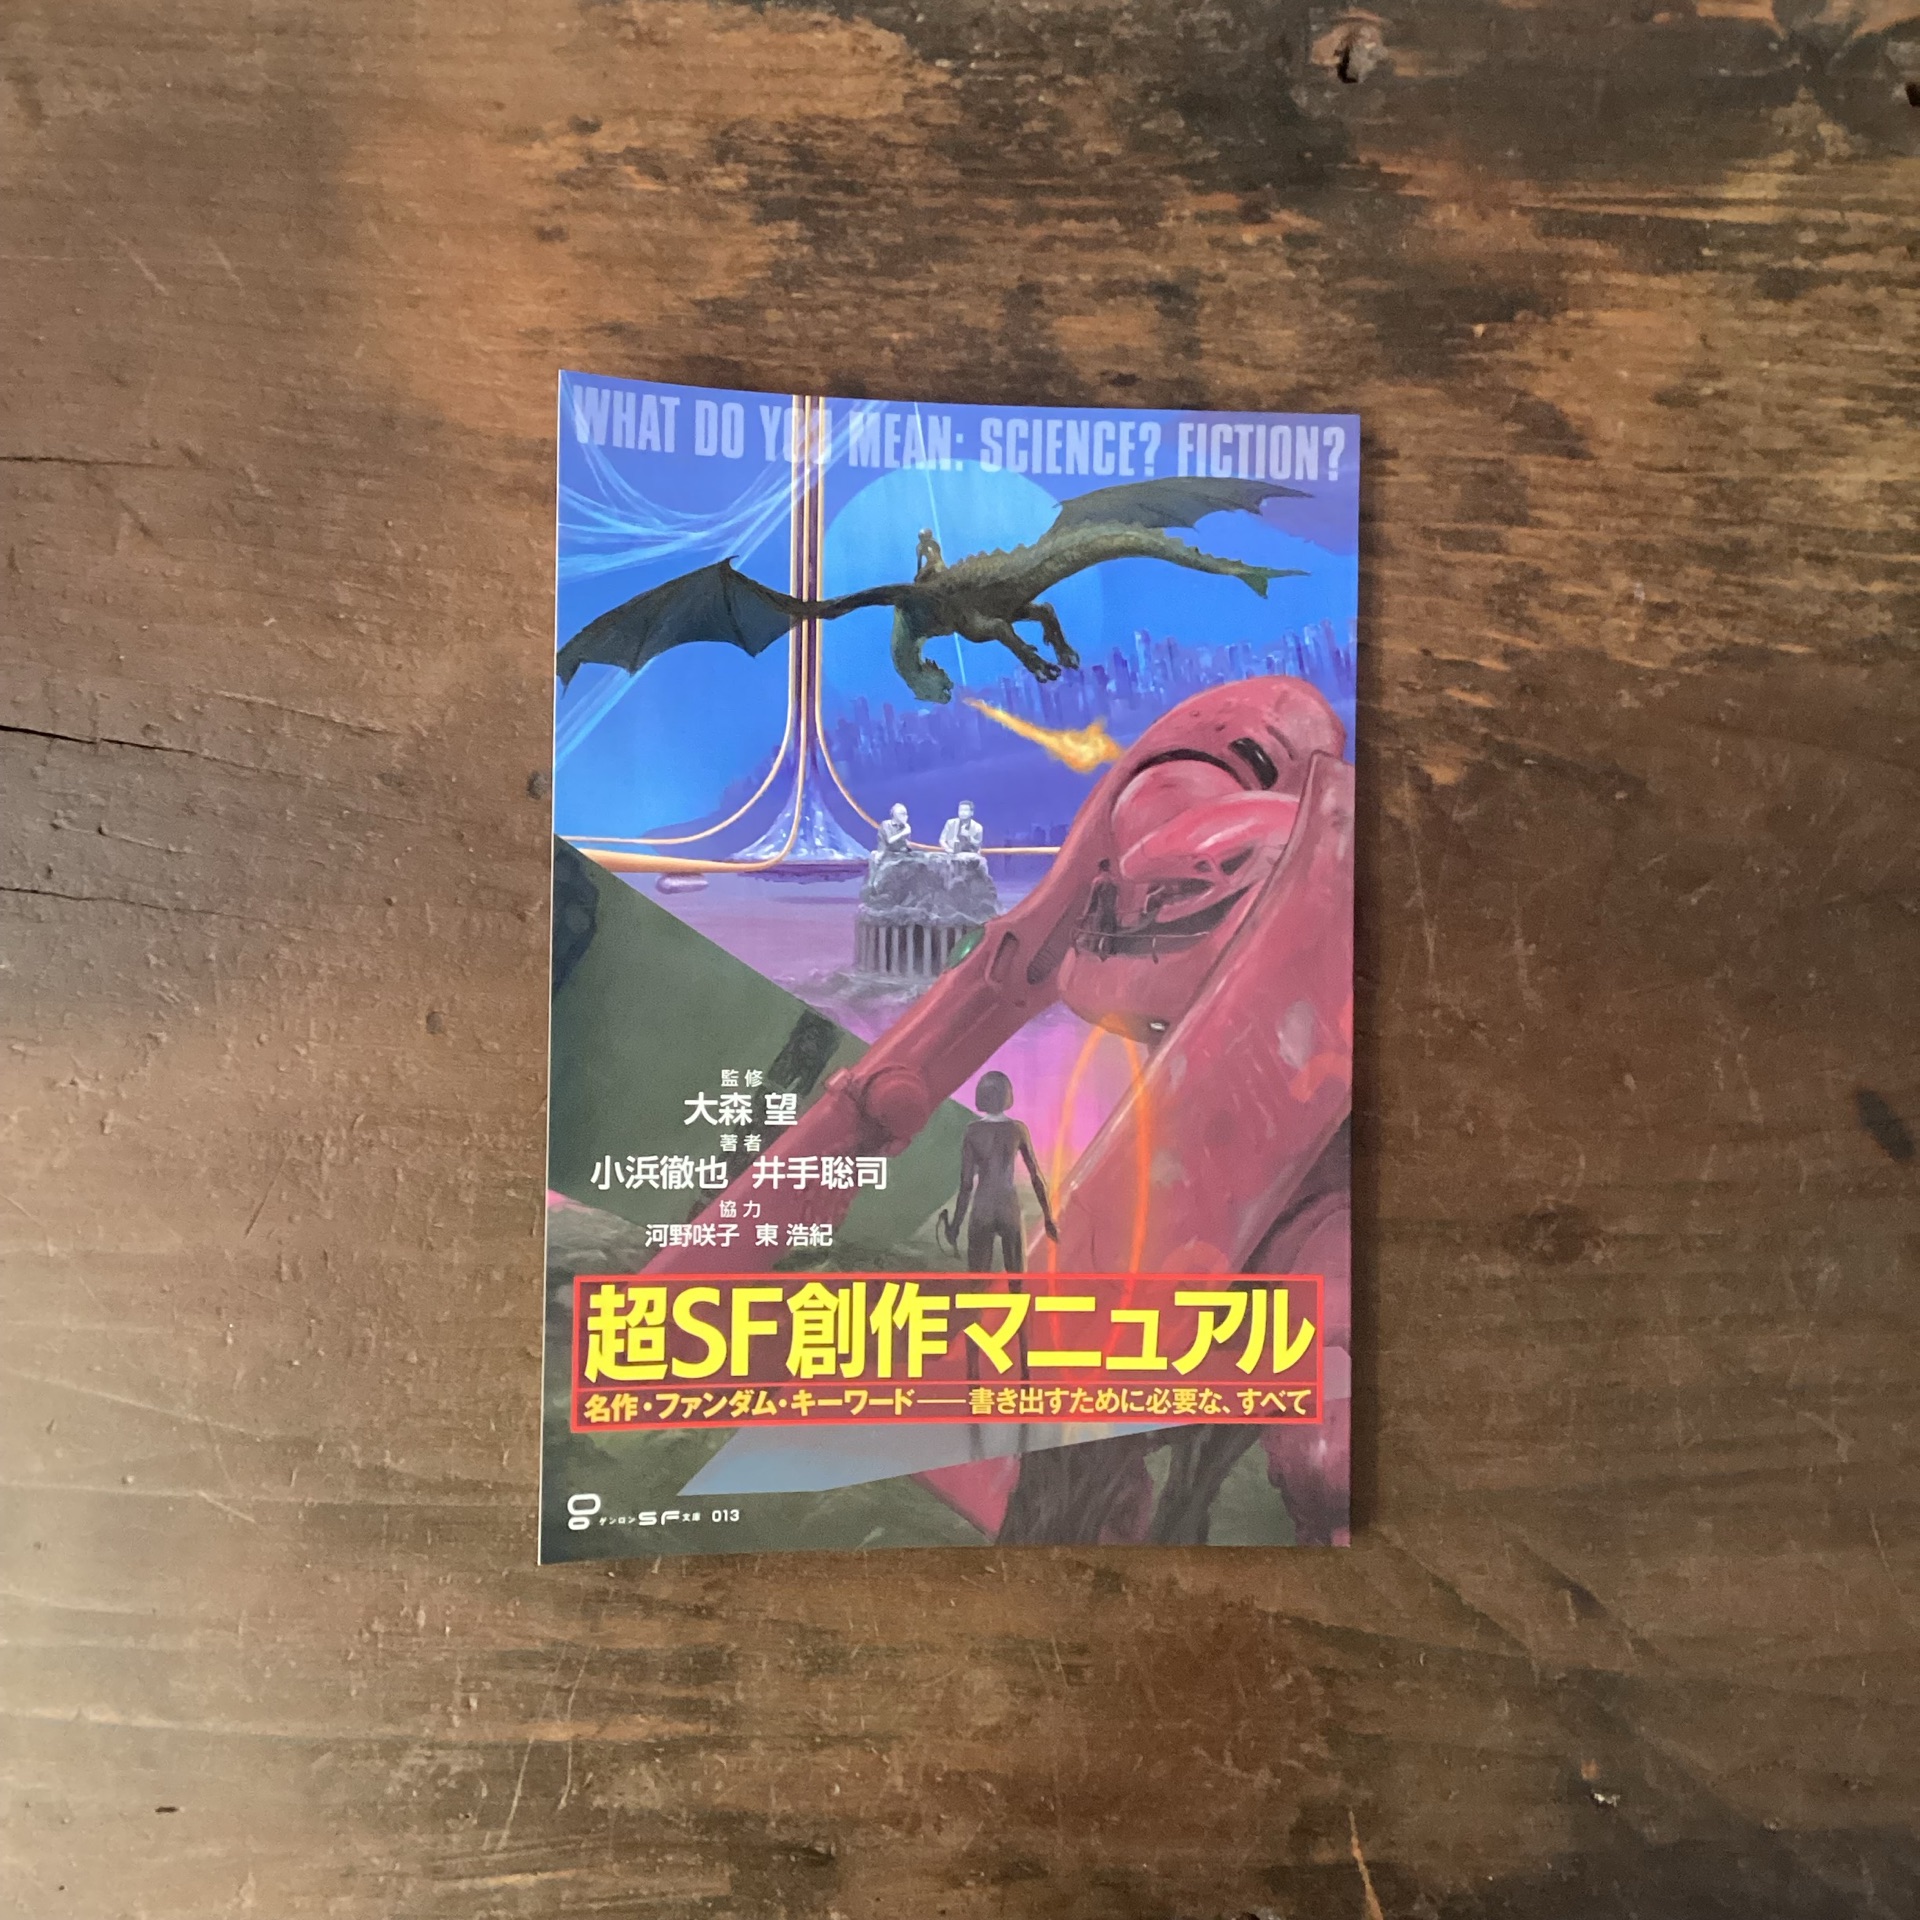 WHAT DO YOU MEAN: SCIENCE? FICTION?
監修
大森 望
著者
小浜徹也 井手聡司
協力
河野咲子 東 浩紀
超SF創作マニュアル
名作・ファンダム・キーワード——書き出すために必要な、すべて
ゲンロンSF文庫 013